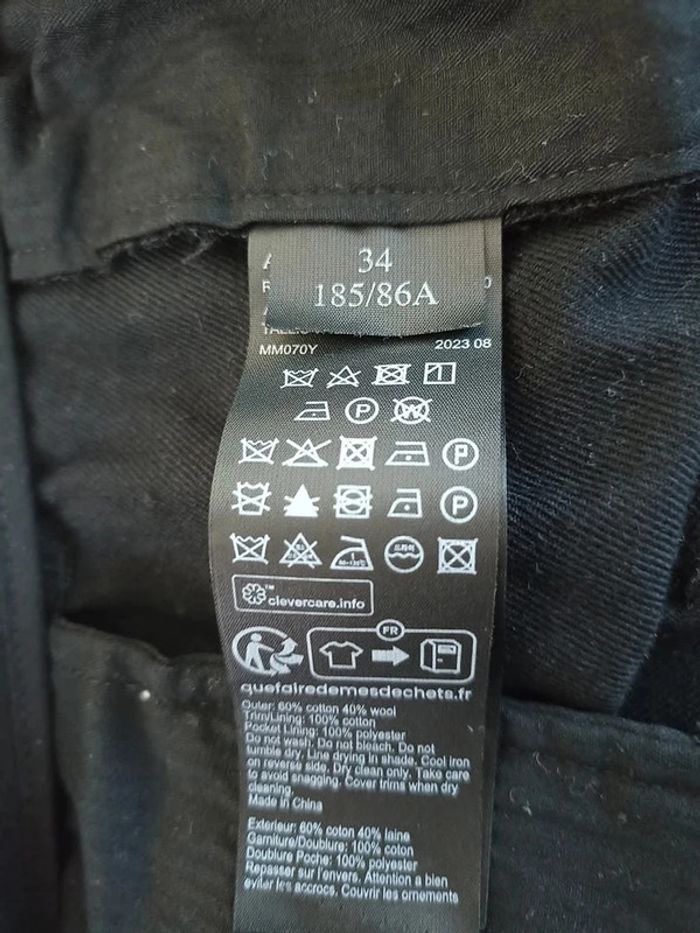 34
185/86A
MM070Y
2023 08
P
W
P
P
clevercare.info
FR
quefairedemesdechets.fr
Outer: 60% cotton 40% wool
Trim/Lining: 100% cotton
Pocket Lining: 100% polyester
Do not wash. Do not bleach. Do not
tumble dry. Line drying in shade. Cool iron
on reverse side. Dry clean only. Take care
to avoid snagging. Cover trims when dry
cleaning.
Made in China
Exterieur: 60% coton 40% laine
Garniture/Doublure: 100% coton
Doublure Poche: 100% polyester
Repasser sur l'envers. Attention a bien
eviter les accrocs. Couvrir les ornements